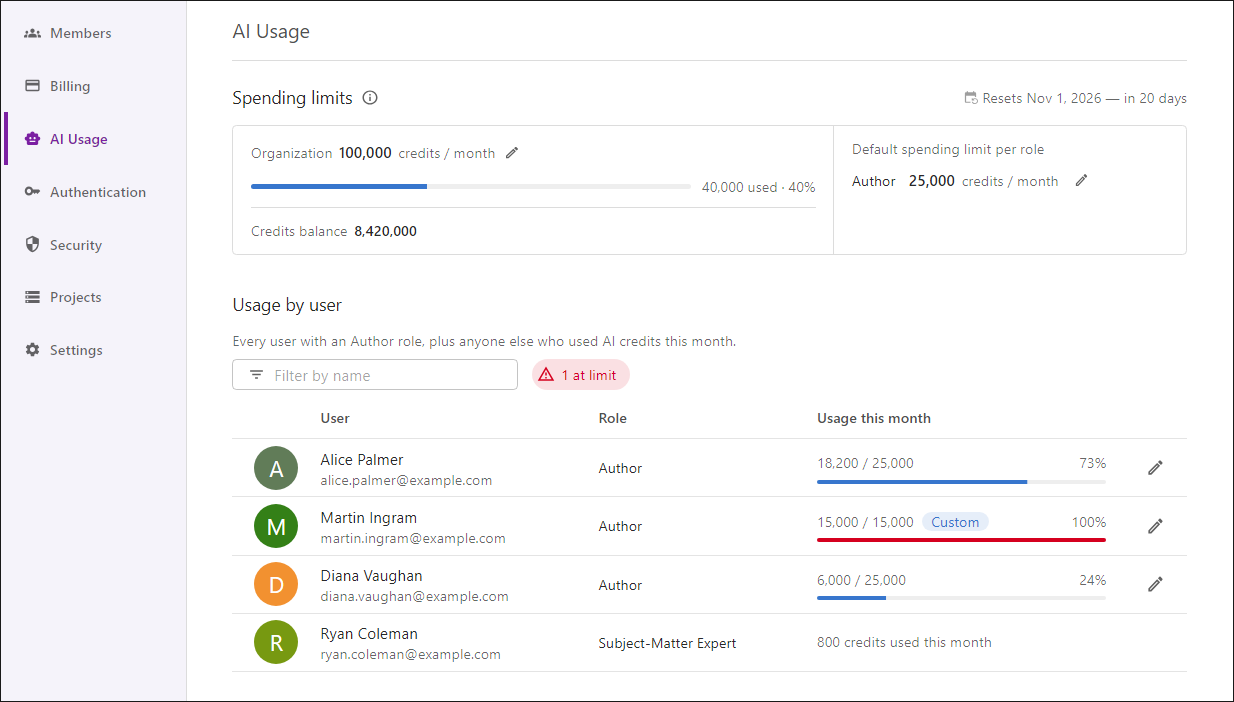 Members
Billing
AI Usage
Authentication
Security
Projects
Settings
AI Usage
Spending limits
Resets Nov 1, 2026 — in 20 days
Organization 100,000 credits / month
40,000 used · 40%
Credits balance 8,420,000
Default spending limit per role
Author 25,000 credits / month
Usage by user
Every user with an Author role, plus anyone else who used AI credits this month.
Filter by name
1 at limit
User Role Usage this month
A
Alice Palmer
alice.palmer@example.com
Author
18,200 / 25,000 73%
M
Martin Ingram
martin.ingram@example.com
Author
15,000 / 15,000 Custom 100%
D
Diana Vaughan
diana.vaughan@example.com
Author
6,000 / 25,000 24%
R
Ryan Coleman
ryan.coleman@example.com
Subject-Matter Expert
800 credits used this month